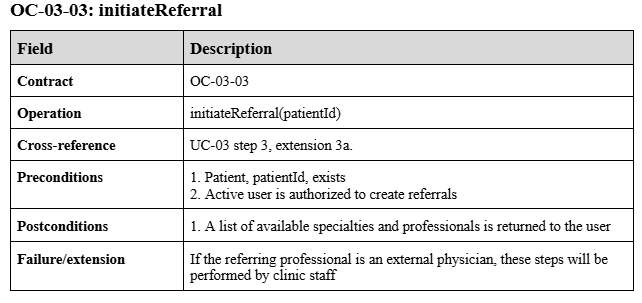 OC-03-03: initiateReferral
Field Description
Contract OC-03-03
Operation initiateReferral(patientId)
Cross-reference UC-03 step 3, extension 3a.
Preconditions 1. Patient, patientId, exists
2. Active user is authorized to create referrals
Postconditions 1. A list of available specialties and professionals is returned to the user
Failure/extension If the referring professional is an external physician, these steps will be
performed by clinic staff